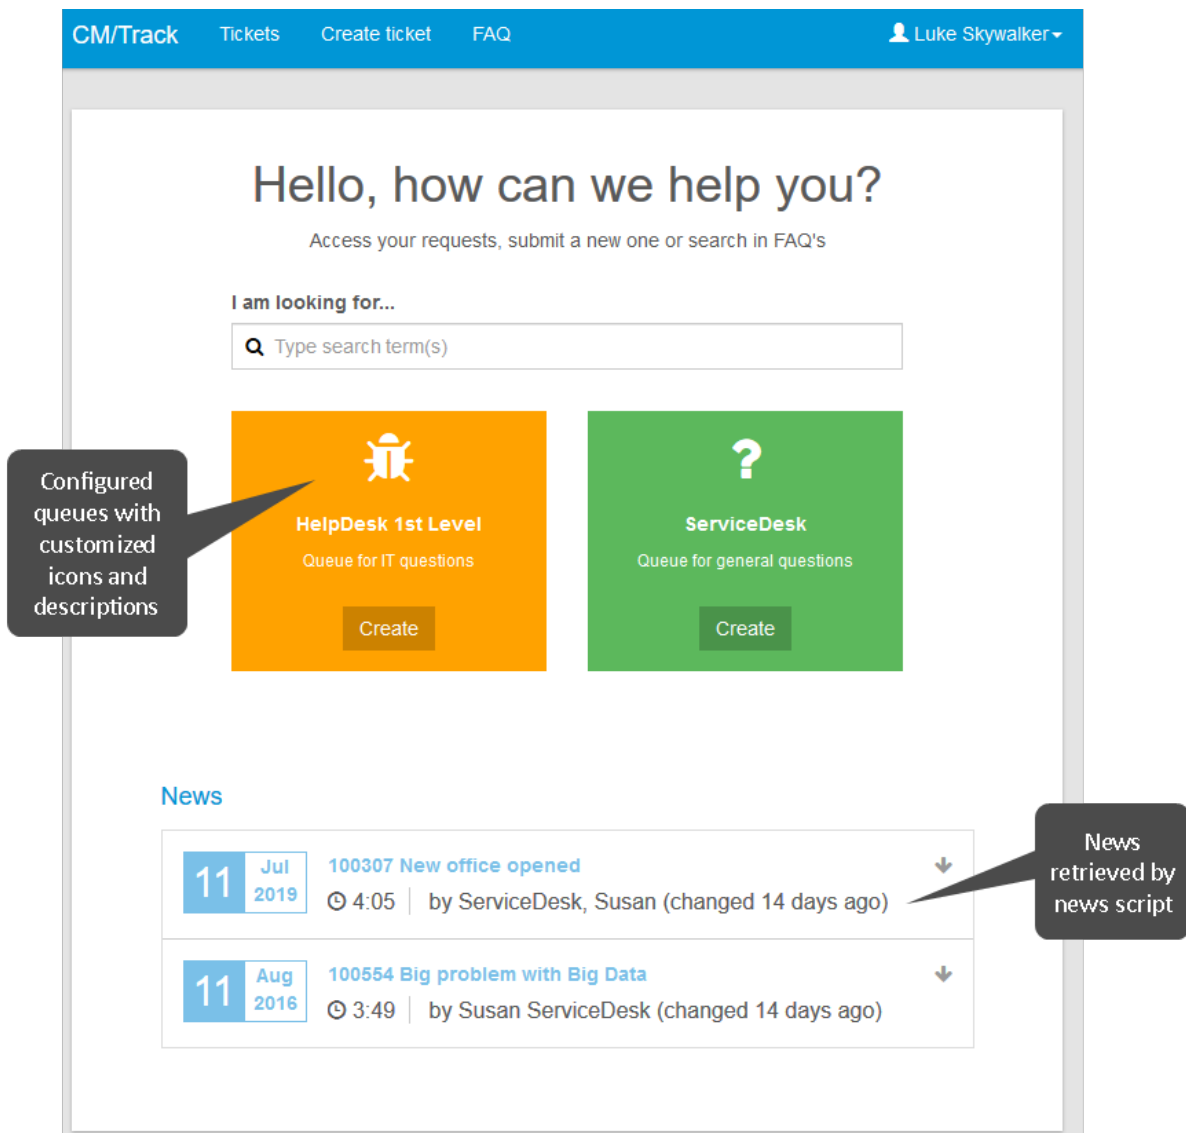 CM/Track Tickets Create ticket FAQ Luke Skywalker
Hello, how can we help you?
Access your requests, submit a new one or search in FAQ's
I am looking for...
Type search term(s)
Configured
queues with
customized
icons and
descriptions
HelpDesk 1st Level
Queue for IT questions
Create
?
ServiceDesk
Queue for general questions
Create
News
11 Jul
2019
100307 New office opened
4:05 by ServiceDesk, Susan (changed 14 days ago)
News
retrieved by
news script
11 Aug
2016
100554 Big problem with Big Data
3:49 by Susan ServiceDesk (changed 14 days ago)